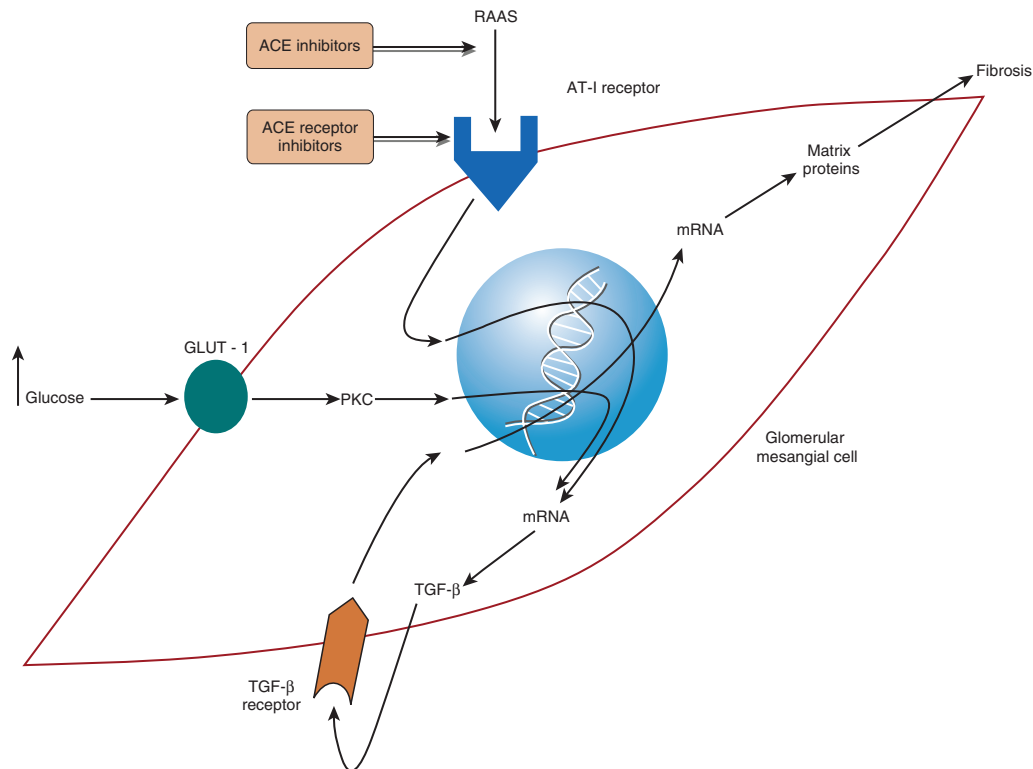 RAAS
ACE inhibitors
Fibrosis
AT-I receptor
ACE receptor
inhibitors
Matrix
proteins
mRNA
GLUT - 1
Glucose
PKC
Glomerular
mesangial cell
mRNA
TGF-β
TGF-β
receptor